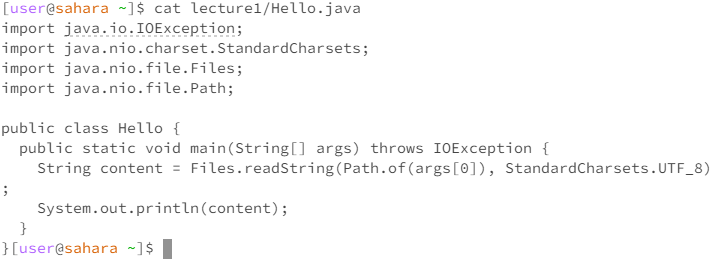 [user@sahara ~]$ cat lecture1/Hello.java
import java.io.IOException;
import java.nio.charset.StandardCharsets;
import java.nio.file.Files;
import java.nio.file.Path;

public class Hello {
  public static void main(String[] args) throws IOException {
    String content = Files.readString(Path.of(args[0]), StandardCharsets.UTF_8)
;
    System.out.println(content);
  }
}[user@sahara ~]$